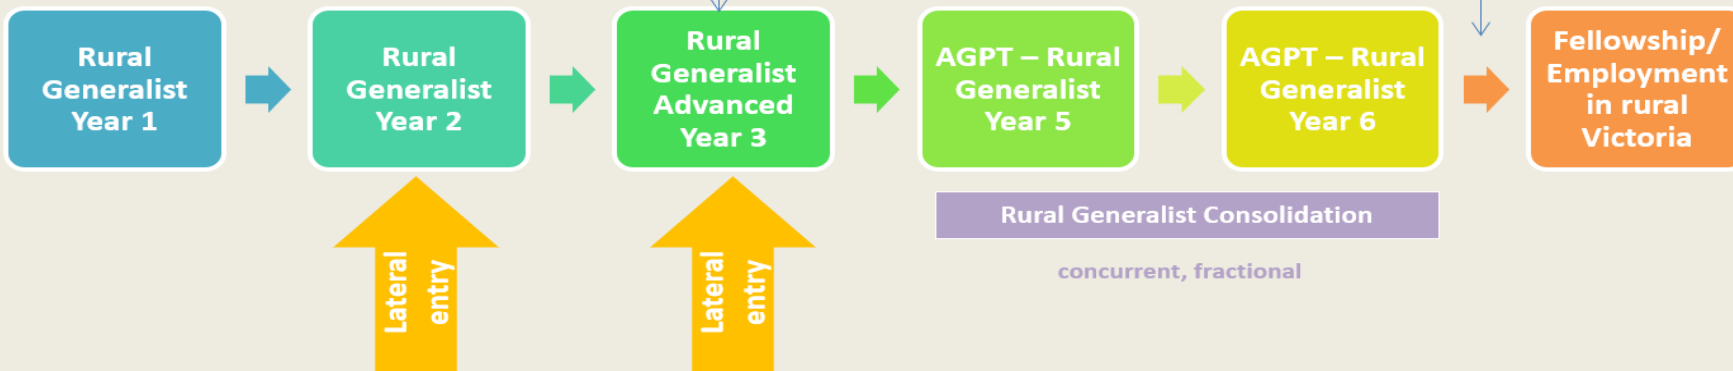 Rural
Generalist
Year 1
Rural
Generalist
Year 2
Rural
Generalist
Advanced
Year 3
AGPT – Rural
Generalist
Year 5
AGPT – Rural
Generalist
Year 6
Fellowship/
Employment
in rural
Victoria
Rural Generalist Consolidation
concurrent, fractional
Lateral
entry
Lateral
entry